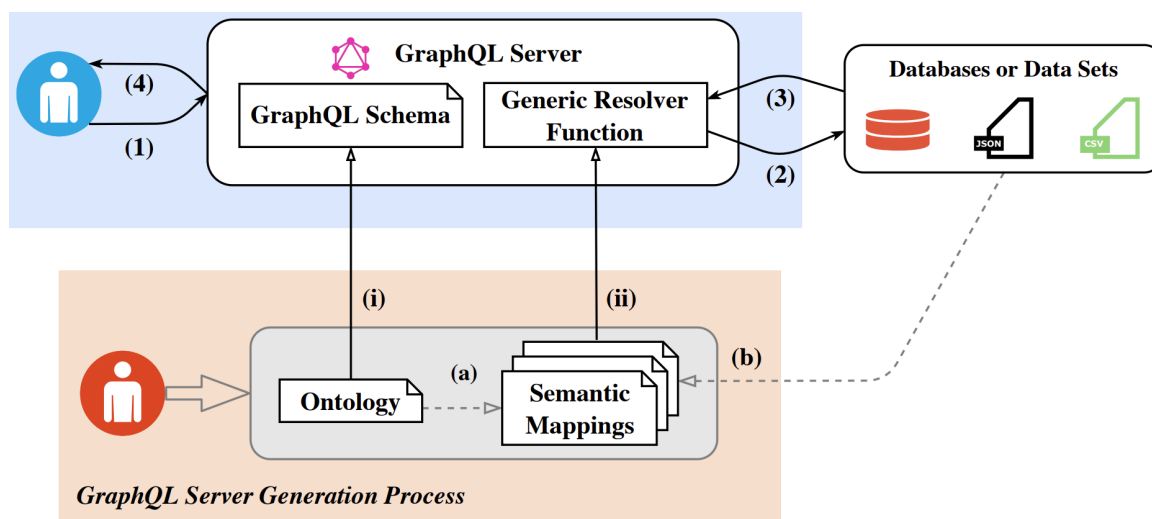 GraphQL Server
(4)
(1)
GraphQL Schema
Generic Resolver
Function
(3)
(2)
Databases or Data Sets
JSON
CSV
(i)
(ii)
(a)
(b)
Ontology
Semantic
Mappings
GraphQL Server Generation Process